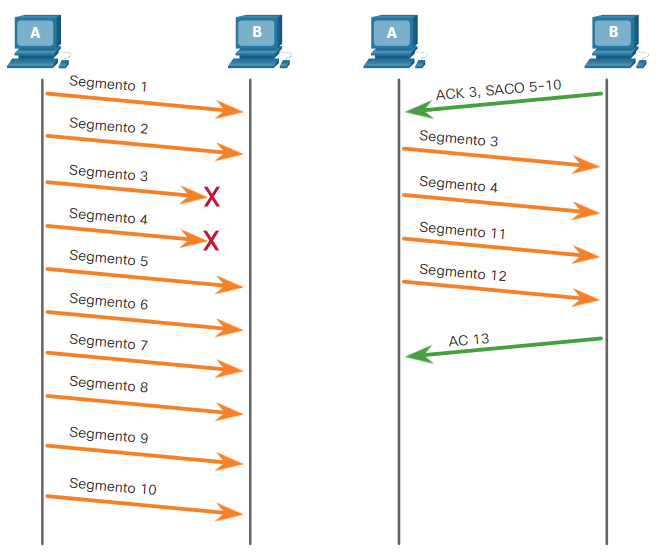 A
B
Segmento 1
Segmento 2
Segmento 3
X
Segmento 4
X
Segmento 5
Segmento 6
Segmento 7
Segmento 8
Segmento 9
Segmento 10
A
B
ACK 3, SACO 5-10
Segmento 3
Segmento 4
Segmento 11
Segmento 12
AC 13